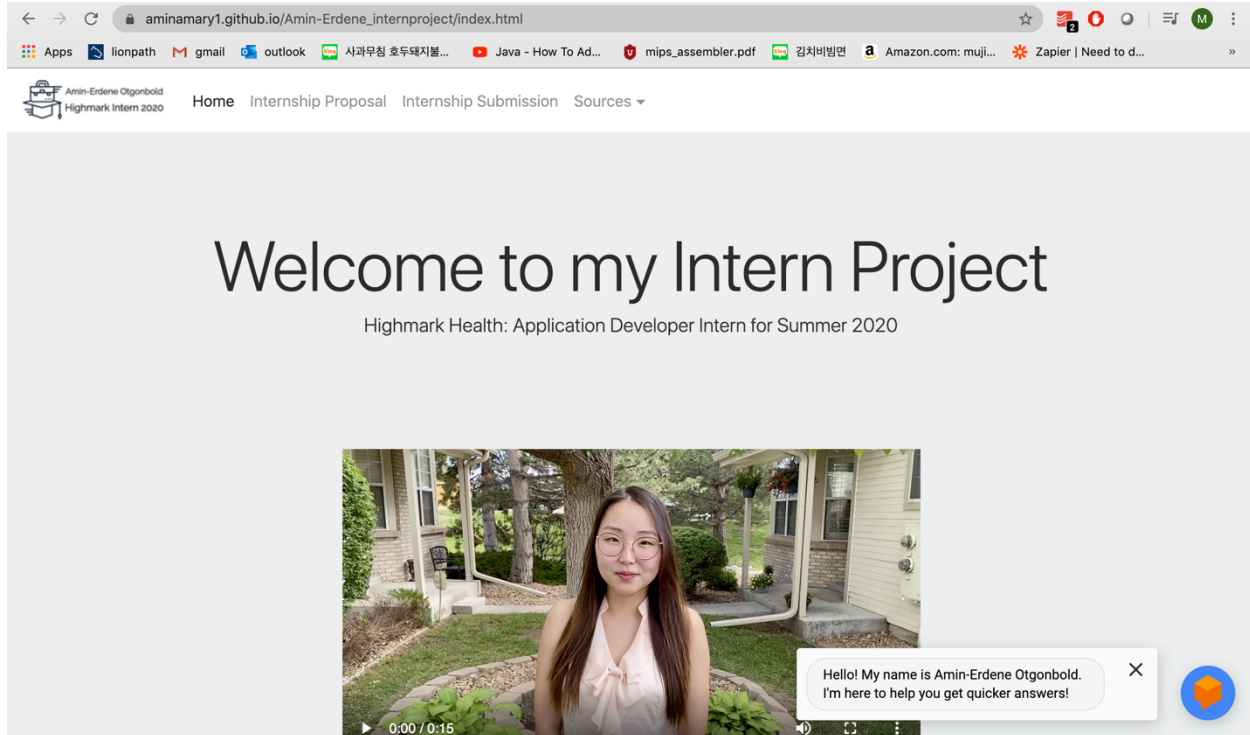 aminamary1.github.io/Amin-Erdene_internproject/index.html
2
M
Apps lionpath gmail outlook 사과무침 호두돼지불... Java - How To Ad... mips_assembler.pdf 김치비빔면 Amazon.com: muji... Zapier | Need to d... »
Amin-Erdene Otgonbold
Highmark Intern 2020
Home Internship Proposal Internship Submission Sources
Welcome to my Intern Project
Highmark Health: Application Developer Intern for Summer 2020
Hello! My name is Amin-Erdene Otgonbold.
I'm here to help you get quicker answers!
0:00 / 0:15